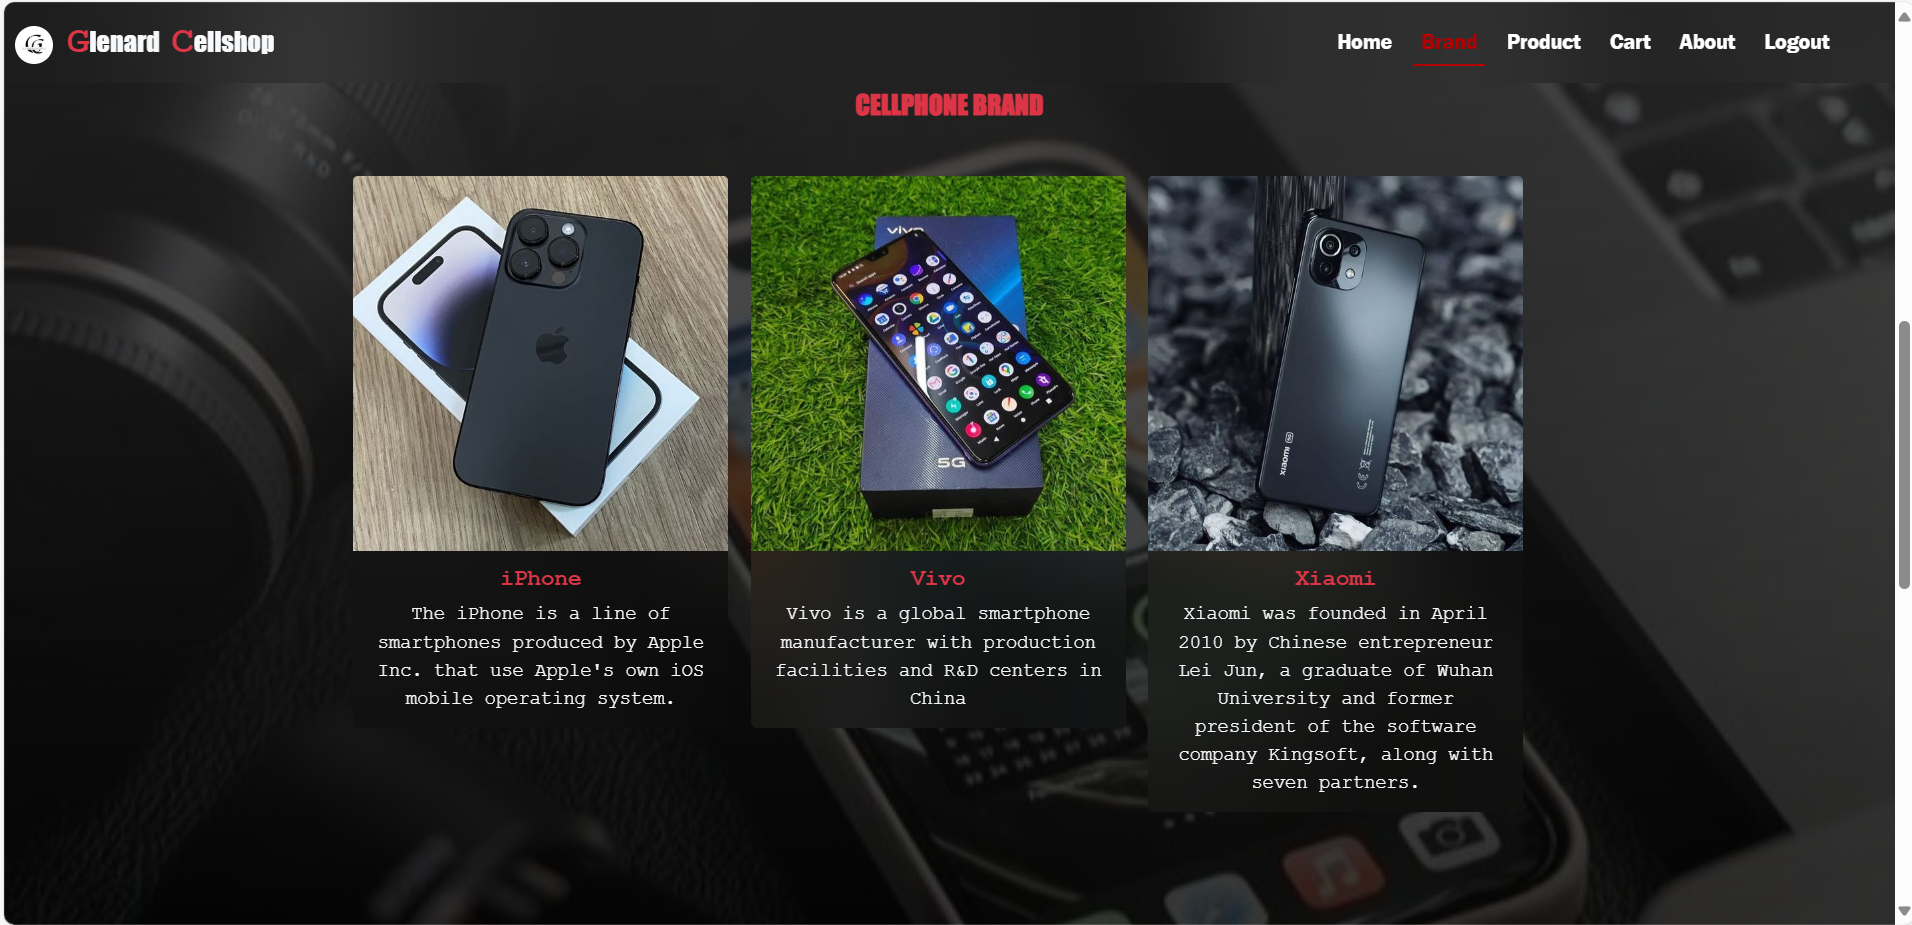 Glenard Cellshop
Home Brand Product Cart About Logout
CELLPHONE BRAND
vivo
5G
xiaomi
5G
CE
iPhone
The iPhone is a line of
smartphones produced by Apple
Inc. that use Apple's own iOS
mobile operating system.
Vivo
Vivo is a global smartphone
manufacturer with production
facilities and R&D centers in
China
Xiaomi
Xiaomi was founded in April
2010 by Chinese entrepreneur
Lei Jun, a graduate of Wuhan
University and former
president of the software
company Kingsoft, along with
seven partners.